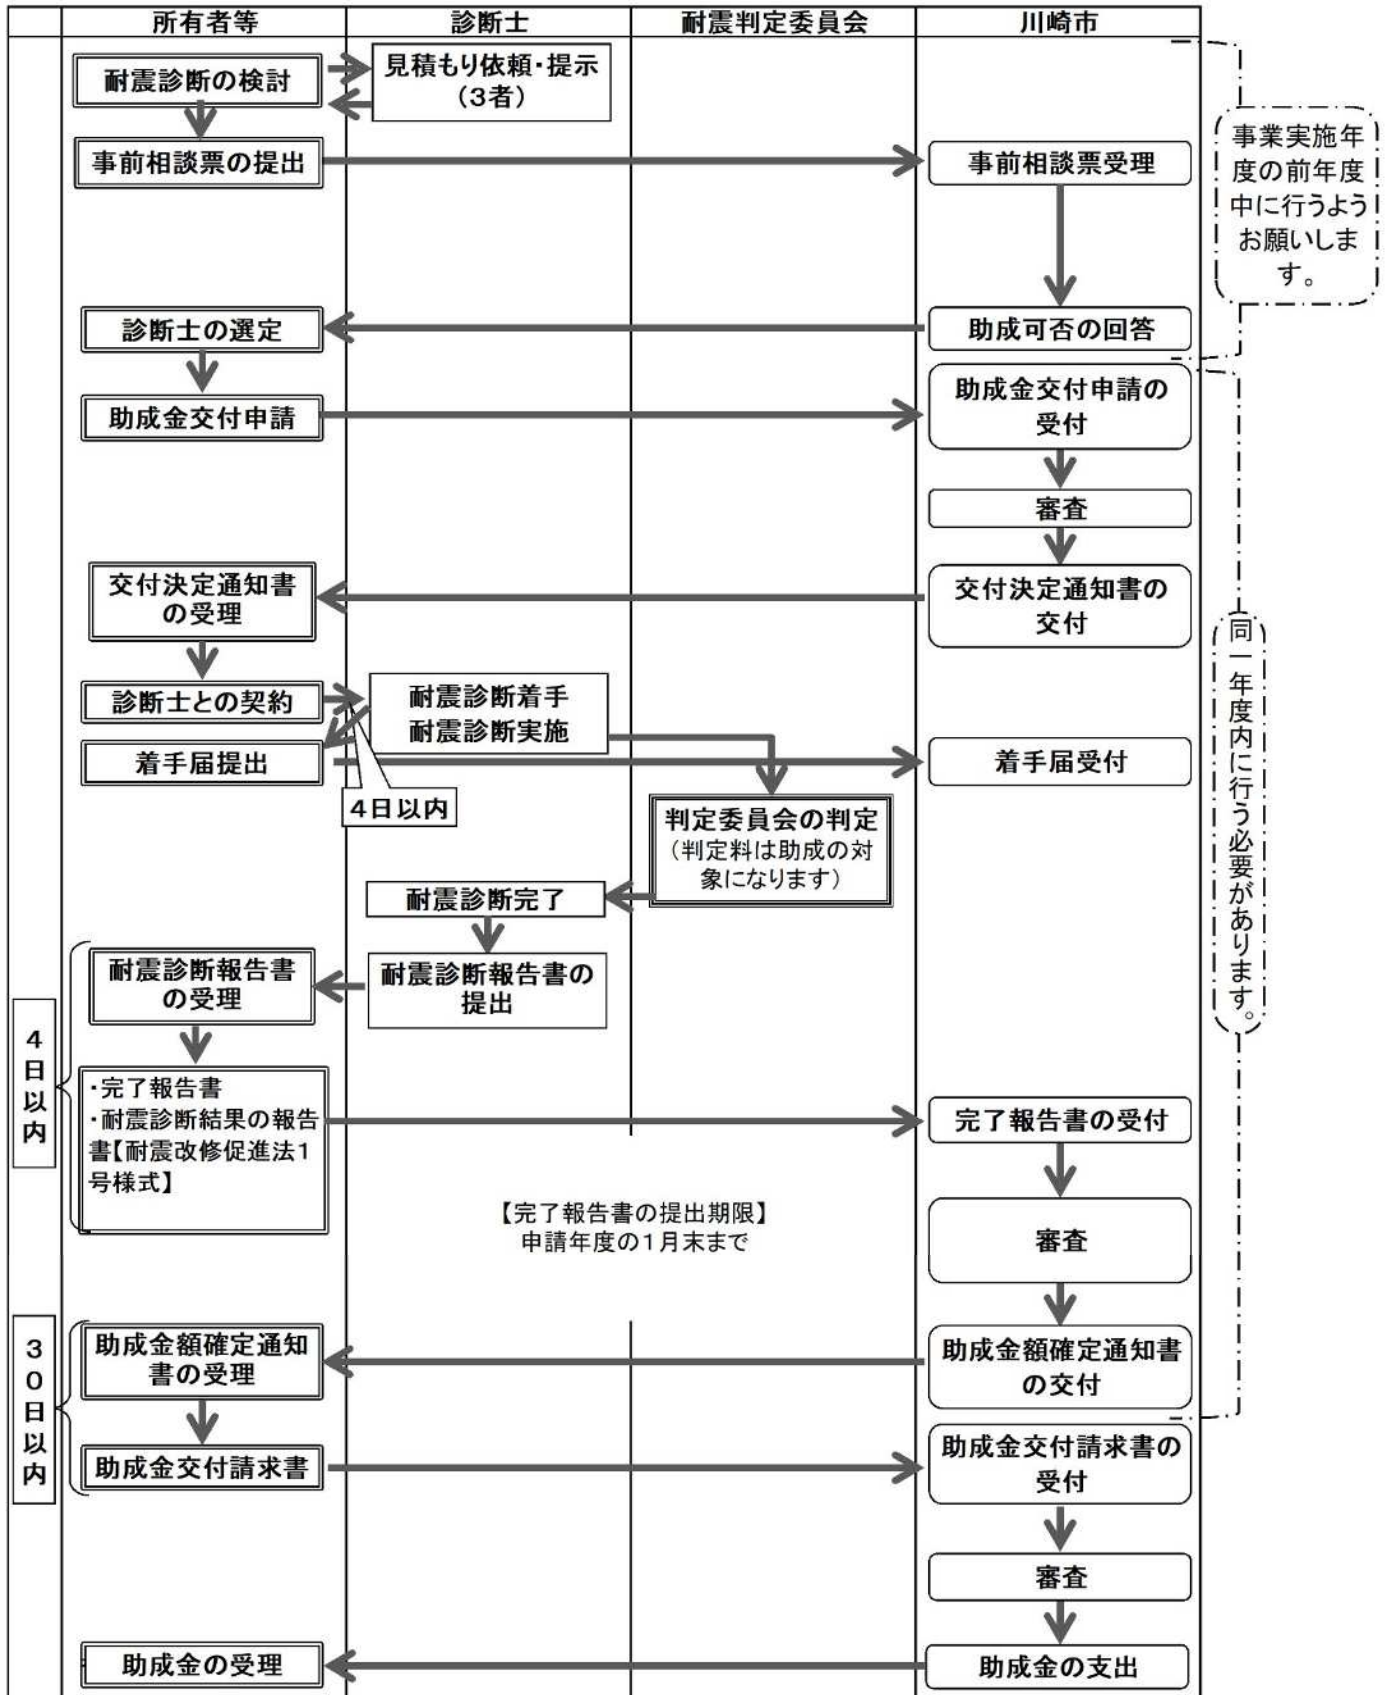 所有者等
診断士
耐震判定委員会
川崎市
耐震診断の検討
見積もり依頼・提示
（３者）
事前相談票の提出
事前相談票受理
事業実施年
度の前年度
中に行うよう
お願いしま
す。
診断士の選定
助成可否の回答
助成金交付申請
助成金交付申請の
受付
審査
交付決定通知書
の受理
交付決定通知書の
交付
診断士との契約
耐震診断着手
耐震診断実施
着手届提出
着手届受付
４日以内
判定委員会の判定
（判定料は助成の対
象になります）
同一年度内に行う必要があります。
耐震診断完了
耐震診断報告書
の受理
耐震診断報告書の
提出
４日以内
・完了報告書
・耐震診断結果の報告
書【耐震改修促進法１
号様式】
完了報告書の受付
【完了報告書の提出期限】
申請年度の１月末まで
審査
３０日以内
助成金額確定通知
書の受理
助成金額確定通知書
の交付
助成金交付請求書
助成金交付請求書の
受付
審査
助成金の受理
助成金の支出